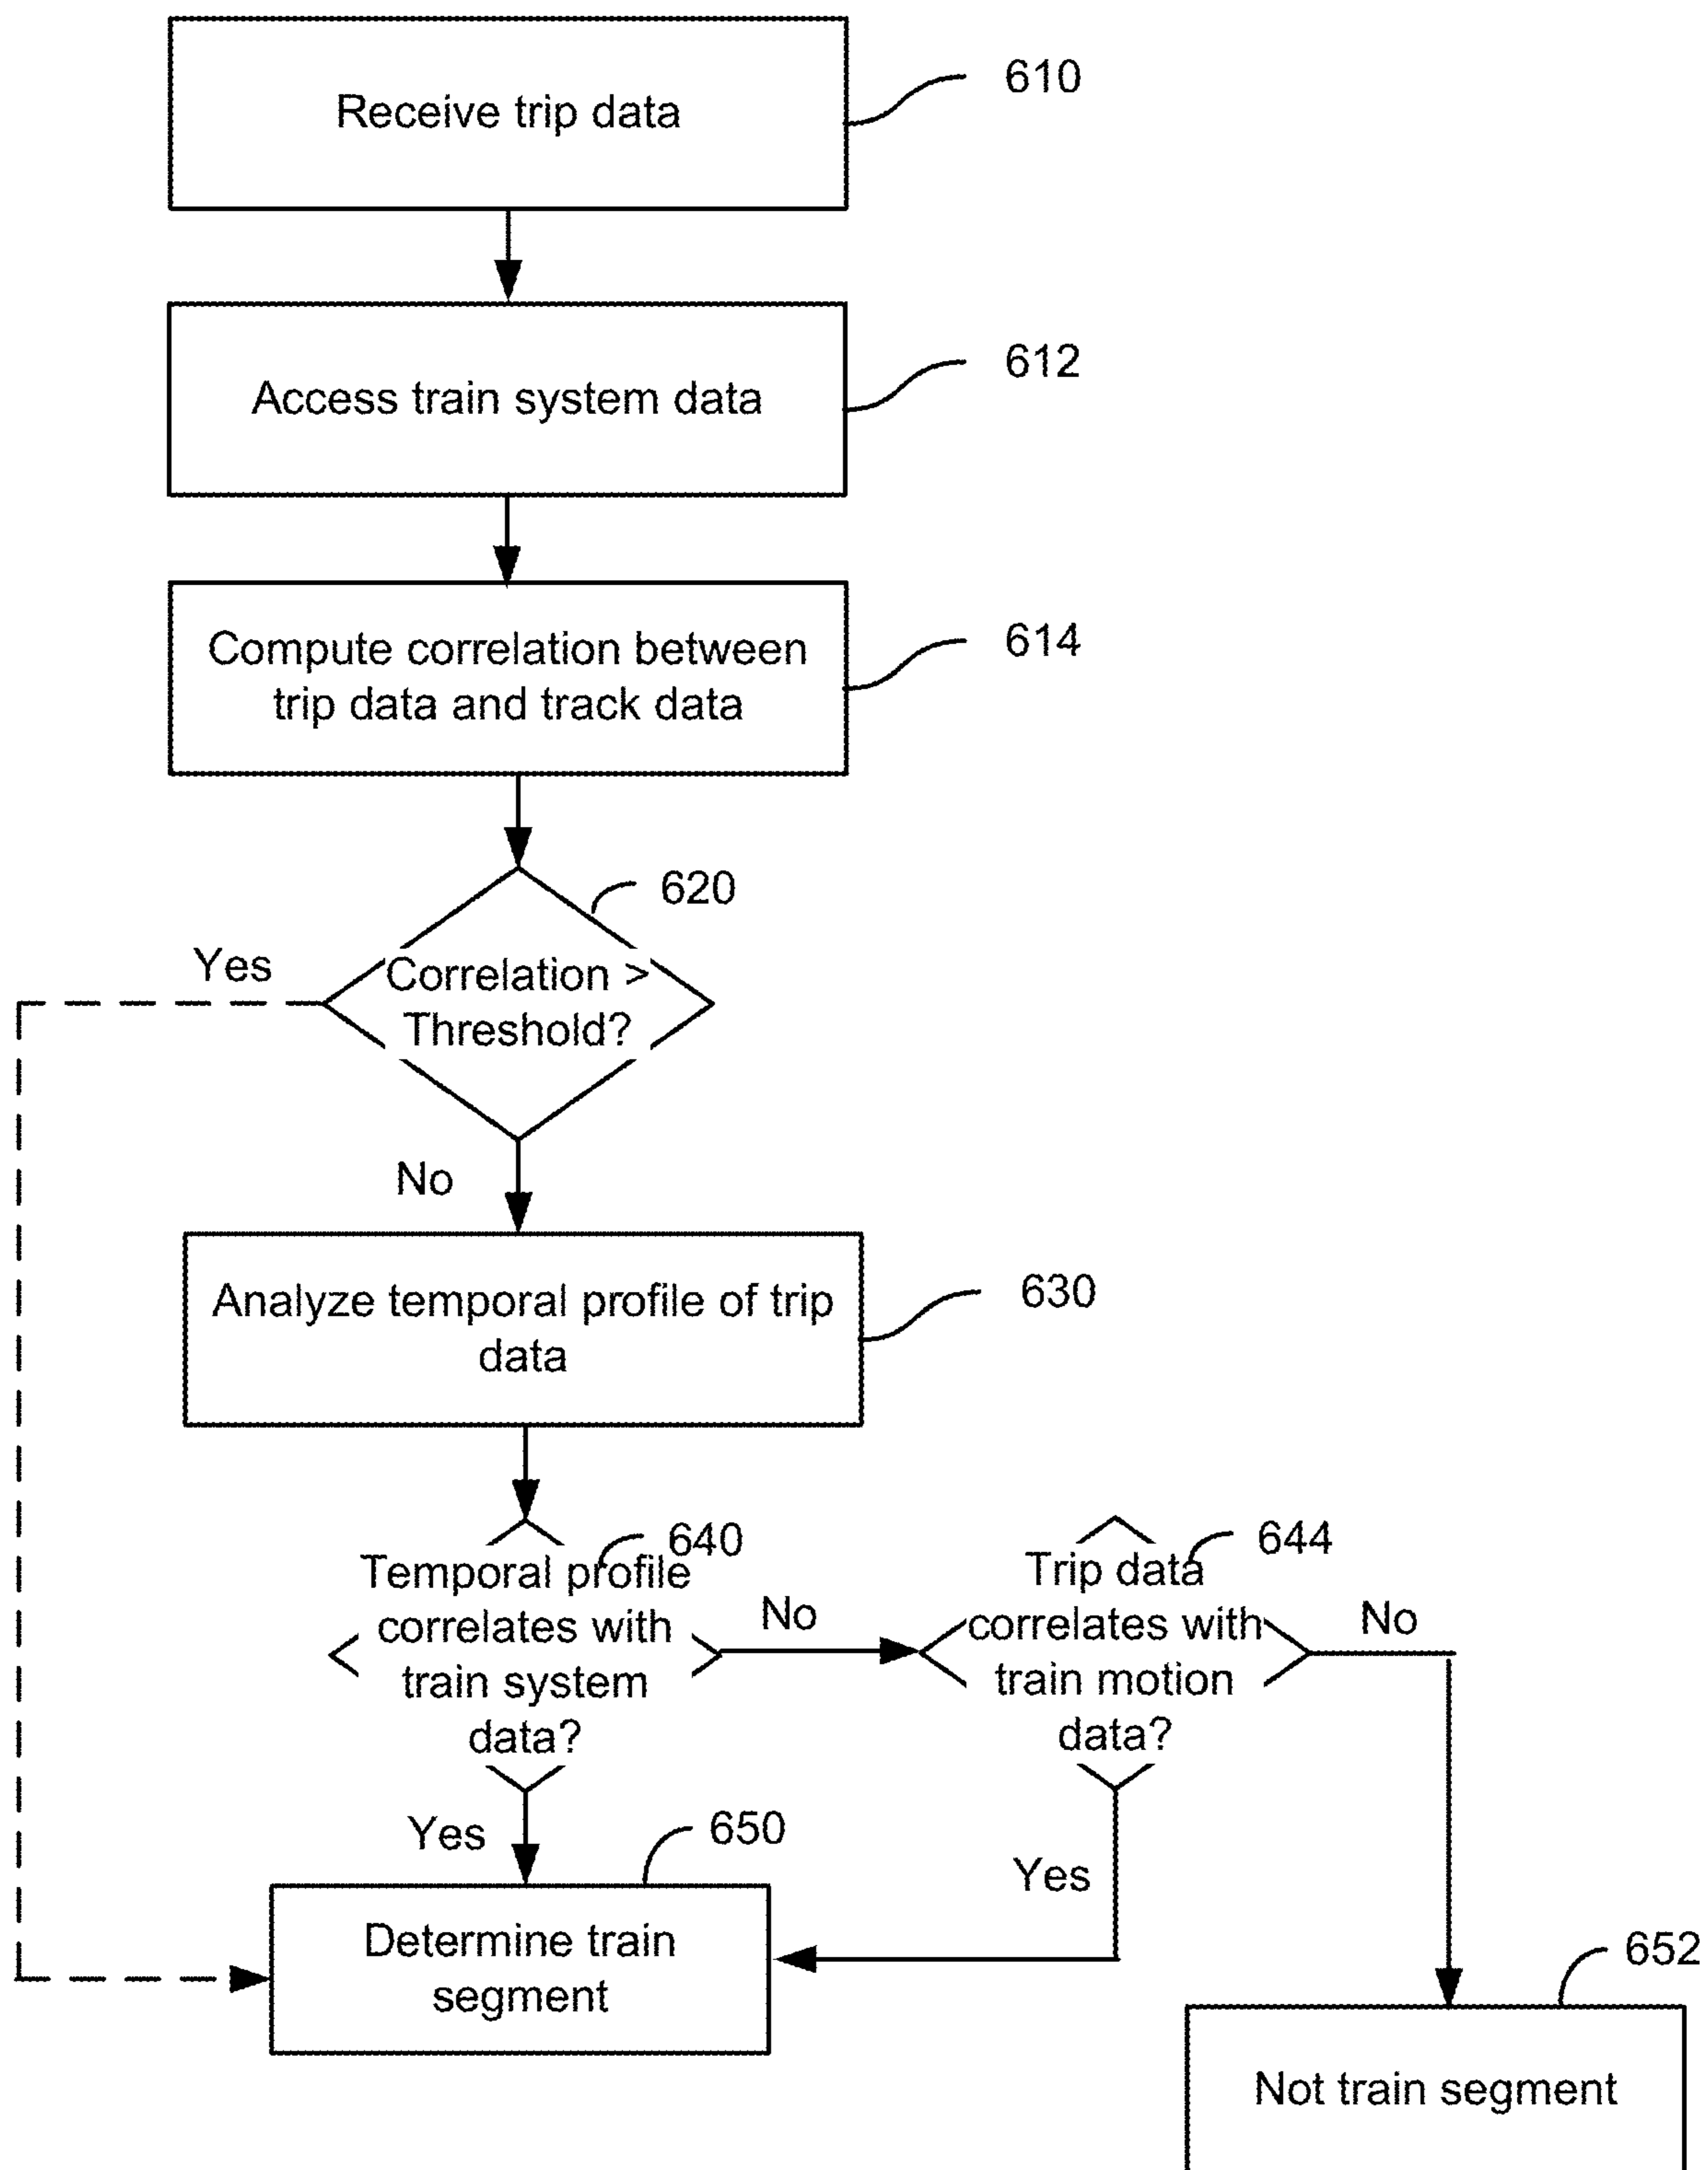 Receive trip data
610
Access train system data
612
Compute correlation between
trip data and track data
614
620
Yes
Correlation >
Threshold?
No
Analyze temporal profile of trip
data
630
640
Temporal profile
correlates with
train system
data?
No
644
Trip data
correlates with
train motion
data?
No
Yes
650
Yes
Determine train
segment
652
Not train segment